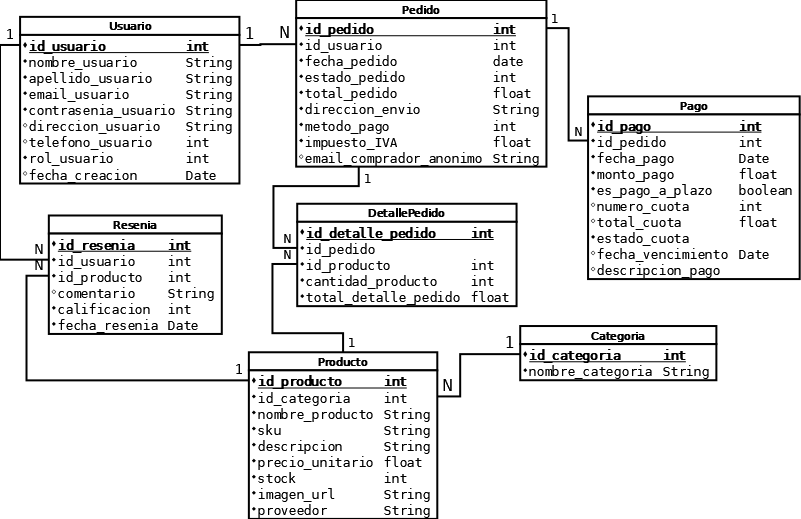 Usuario
id_usuario int
nombre_usuario String
apellido_usuario String
email_usuario String
contrasenia_usuario String
direccion_usuario String
telefono_usuario int
rol_usuario int
fecha_creacion Date
1
1
N
Pedido
id_pedido int
id_usuario int
fecha_pedido date
estado_pedido int
total_pedido float
direccion_envio String
metodo_pago int
impuesto_IVA float
email_comprador_anonimo String
1
N
1
Pago
id_pago int
id_pedido int
fecha_pago Date
monto_pago float
es_pago_a_plazo boolean
numero_cuota int
total_cuota float
estado_cuota
fecha_vencimiento Date
descripcion_pago
Resenia
id_resenia int
id_usuario int
id_producto int
comentario String
calificacion int
fecha_resenia Date
N
N
DetallePedido
id_detalle_pedido int
id_pedido
id_producto int
cantidad_producto int
total_detalle_pedido float
N
N
1
1
Producto
id_producto int
id_categoria int
nombre_producto String
sku String
descripcion String
precio_unitario float
stock int
imagen_url String
proveedor String
N
1
Categoria
id_categoria int
nombre_categoria String